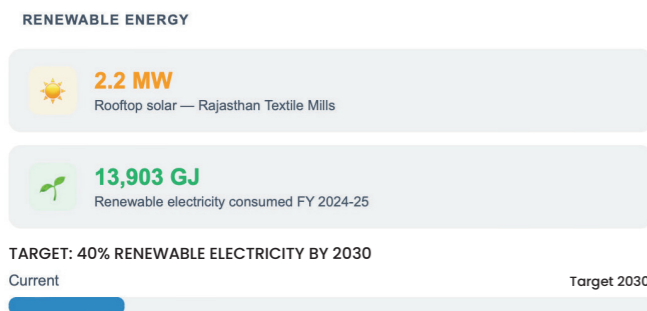 RENEWABLE ENERGY
2.2 MW
Rooftop solar — Rajasthan Textile Mills
13,903 GJ
Renewable electricity consumed FY 2024-25
TARGET: 40% RENEWABLE ELECTRICITY BY 2030
Current Target 2030